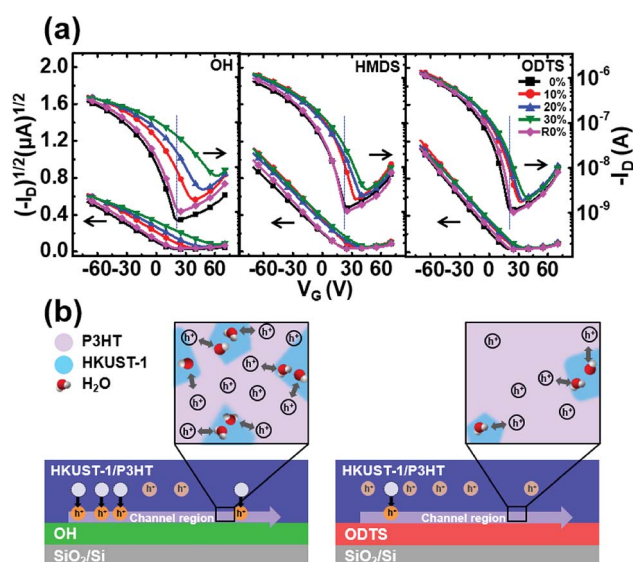 (a)
OH
HMDS
ODTS
0%
10%
20%
30%
R0%
(-I_D)^1/2 (μA)^1/2
2.0
1.6
1.2
0.8
0.4
0.0
10^-6
10^-7
10^-8
10^-9
-I_D (A)
-60 -30 0 30 60
-60 -30 0 30 60
-60 -30 0 30 60
V_G (V)
(b)
P3HT
HKUST-1
H₂O
h⁺ h⁺ h⁺ h⁺ h⁺ h⁺ h⁺ h⁺ h⁺ h⁺
h⁺ h⁺ h⁺ h⁺ h⁺
HKUST-1/P3HT
h⁺ h⁺
h⁺ h⁺ h⁺ h⁺
Channel region
OH
SiO₂/Si
HKUST-1/P3HT
h⁺ h⁺ h⁺ h⁺ h⁺
h⁺
Channel region
ODTS
SiO₂/Si